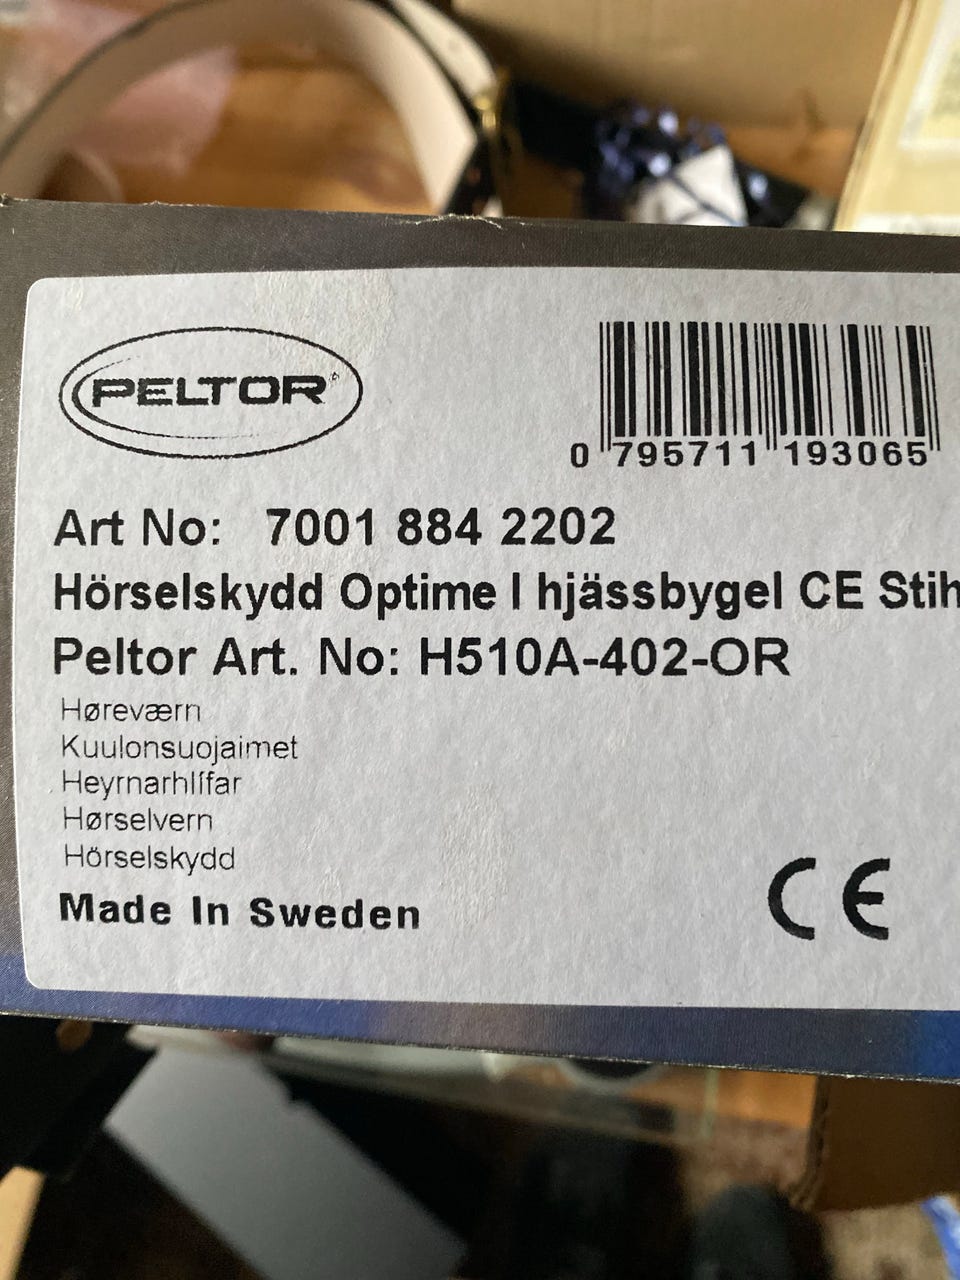 PELTOR
0 795711 193065
Art No: 7001 884 2202
Hörselskydd Optime I hjässbygel CE Stih
Peltor Art. No: H510A-402-OR
Høreværn
Kuulonsuojaimet
Heyrnarhlífar
Hørselvern
Hörselskydd
Made In Sweden
CE